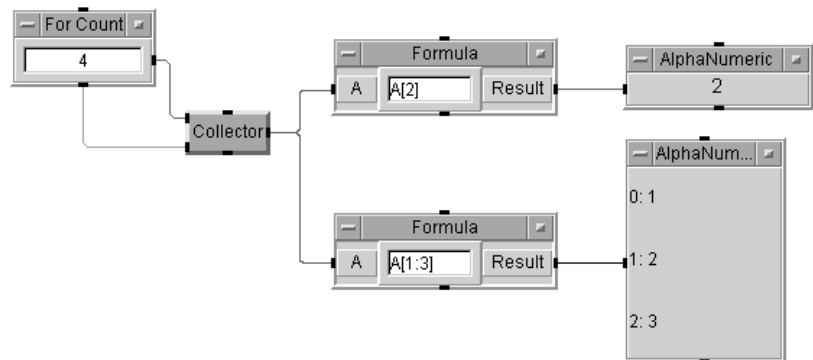 For Count
4
Collector
Formula
A
A[2]
Result
AlphaNumeric
2
Formula
A
A[1:3]
Result
AlphaNum...
0: 1
1: 2
2: 3